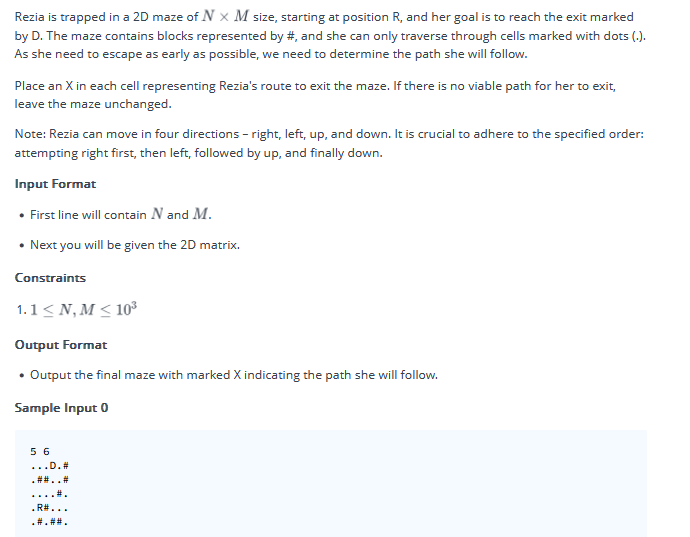 Rezia is trapped in a 2D maze of N × M size, starting at position R, and her goal is to reach the exit marked
by D. The maze contains blocks represented by #, and she can only traverse through cells marked with dots (.).
As she need to escape as early as possible, we need to determine the path she will follow.
Place an X in each cell representing Rezia's route to exit the maze. If there is no viable path for her to exit,
leave the maze unchanged.
Note: Rezia can move in four directions – right, left, up, and down. It is crucial to adhere to the specified order:
attempting right first, then left, followed by up, and finally down.
Input Format
• First line will contain N and M.
• Next you will be given the 2D matrix.
Constraints
1. 1 ≤ N, M ≤ 10³
Output Format
• Output the final maze with marked X indicating the path she will follow.
Sample Input 0
5 6
...D.#
.##..#
....#.
.R#...
.#.##.